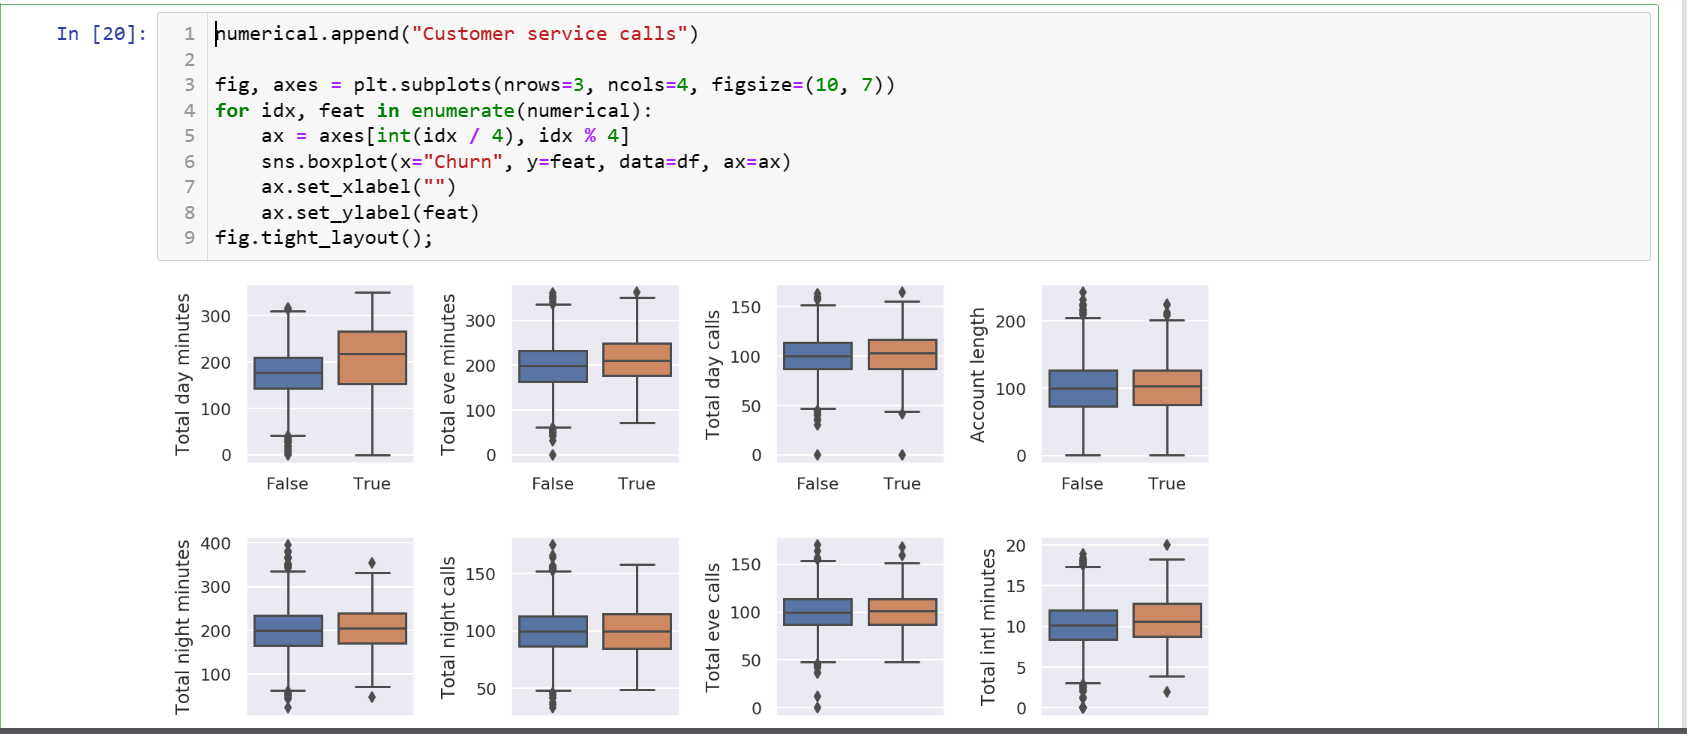 In [20]:
1 numerical.append("Customer service calls")
2
3 fig, axes = plt.subplots(nrows=3, ncols=4, figsize=(10, 7))
4 for idx, feat in enumerate(numerical):
5     ax = axes[int(idx / 4), idx % 4]
6     sns.boxplot(x="Churn", y=feat, data=df, ax=ax)
7     ax.set_xlabel("")
8     ax.set_ylabel(feat)
9 fig.tight_layout();
Total day minutes
300
200
100
0
False True
Total eve minutes
300
200
100
0
False True
Total day calls
150
100
50
0
False True
Account length
200
100
0
False True
Total night minutes
400
300
200
100
Total night calls
150
100
50
Total eve calls
150
100
50
0
Total intl minutes
20
15
10
5
0